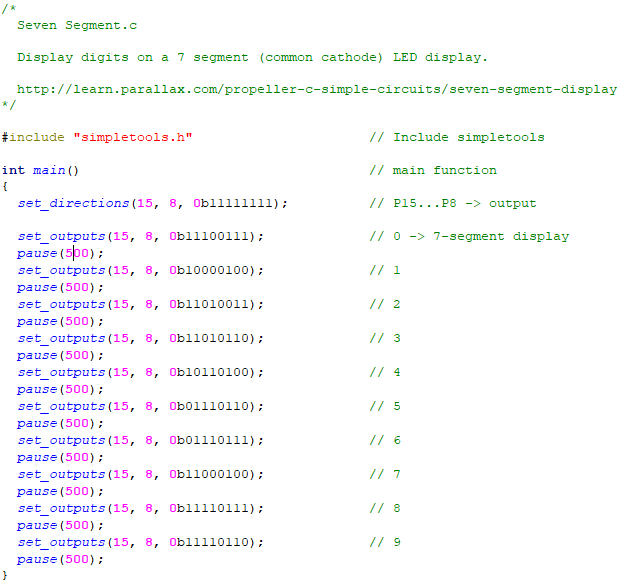 /*
  Seven Segment.c

  Display digits on a 7 segment (common cathode) LED display.

  http://learn.parallax.com/propeller-c-simple-circuits/seven-segment-display
*/

#include "simpletools.h"                      // Include simpletools

int main()                                    // main function
{
  set_directions(15, 8, 0b11111111);          // P15...P8 -> output

  set_outputs(15, 8, 0b11100111);             // 0 -> 7-segment display
  pause(500);
  set_outputs(15, 8, 0b10000100);             // 1
  pause(500);
  set_outputs(15, 8, 0b11010011);             // 2
  pause(500);
  set_outputs(15, 8, 0b11010110);             // 3
  pause(500);
  set_outputs(15, 8, 0b10110100);             // 4
  pause(500);
  set_outputs(15, 8, 0b01110110);             // 5
  pause(500);
  set_outputs(15, 8, 0b01110111);             // 6
  pause(500);
  set_outputs(15, 8, 0b11000100);             // 7
  pause(500);
  set_outputs(15, 8, 0b11110111);             // 8
  pause(500);
  set_outputs(15, 8, 0b11110110);             // 9
  pause(500);
}